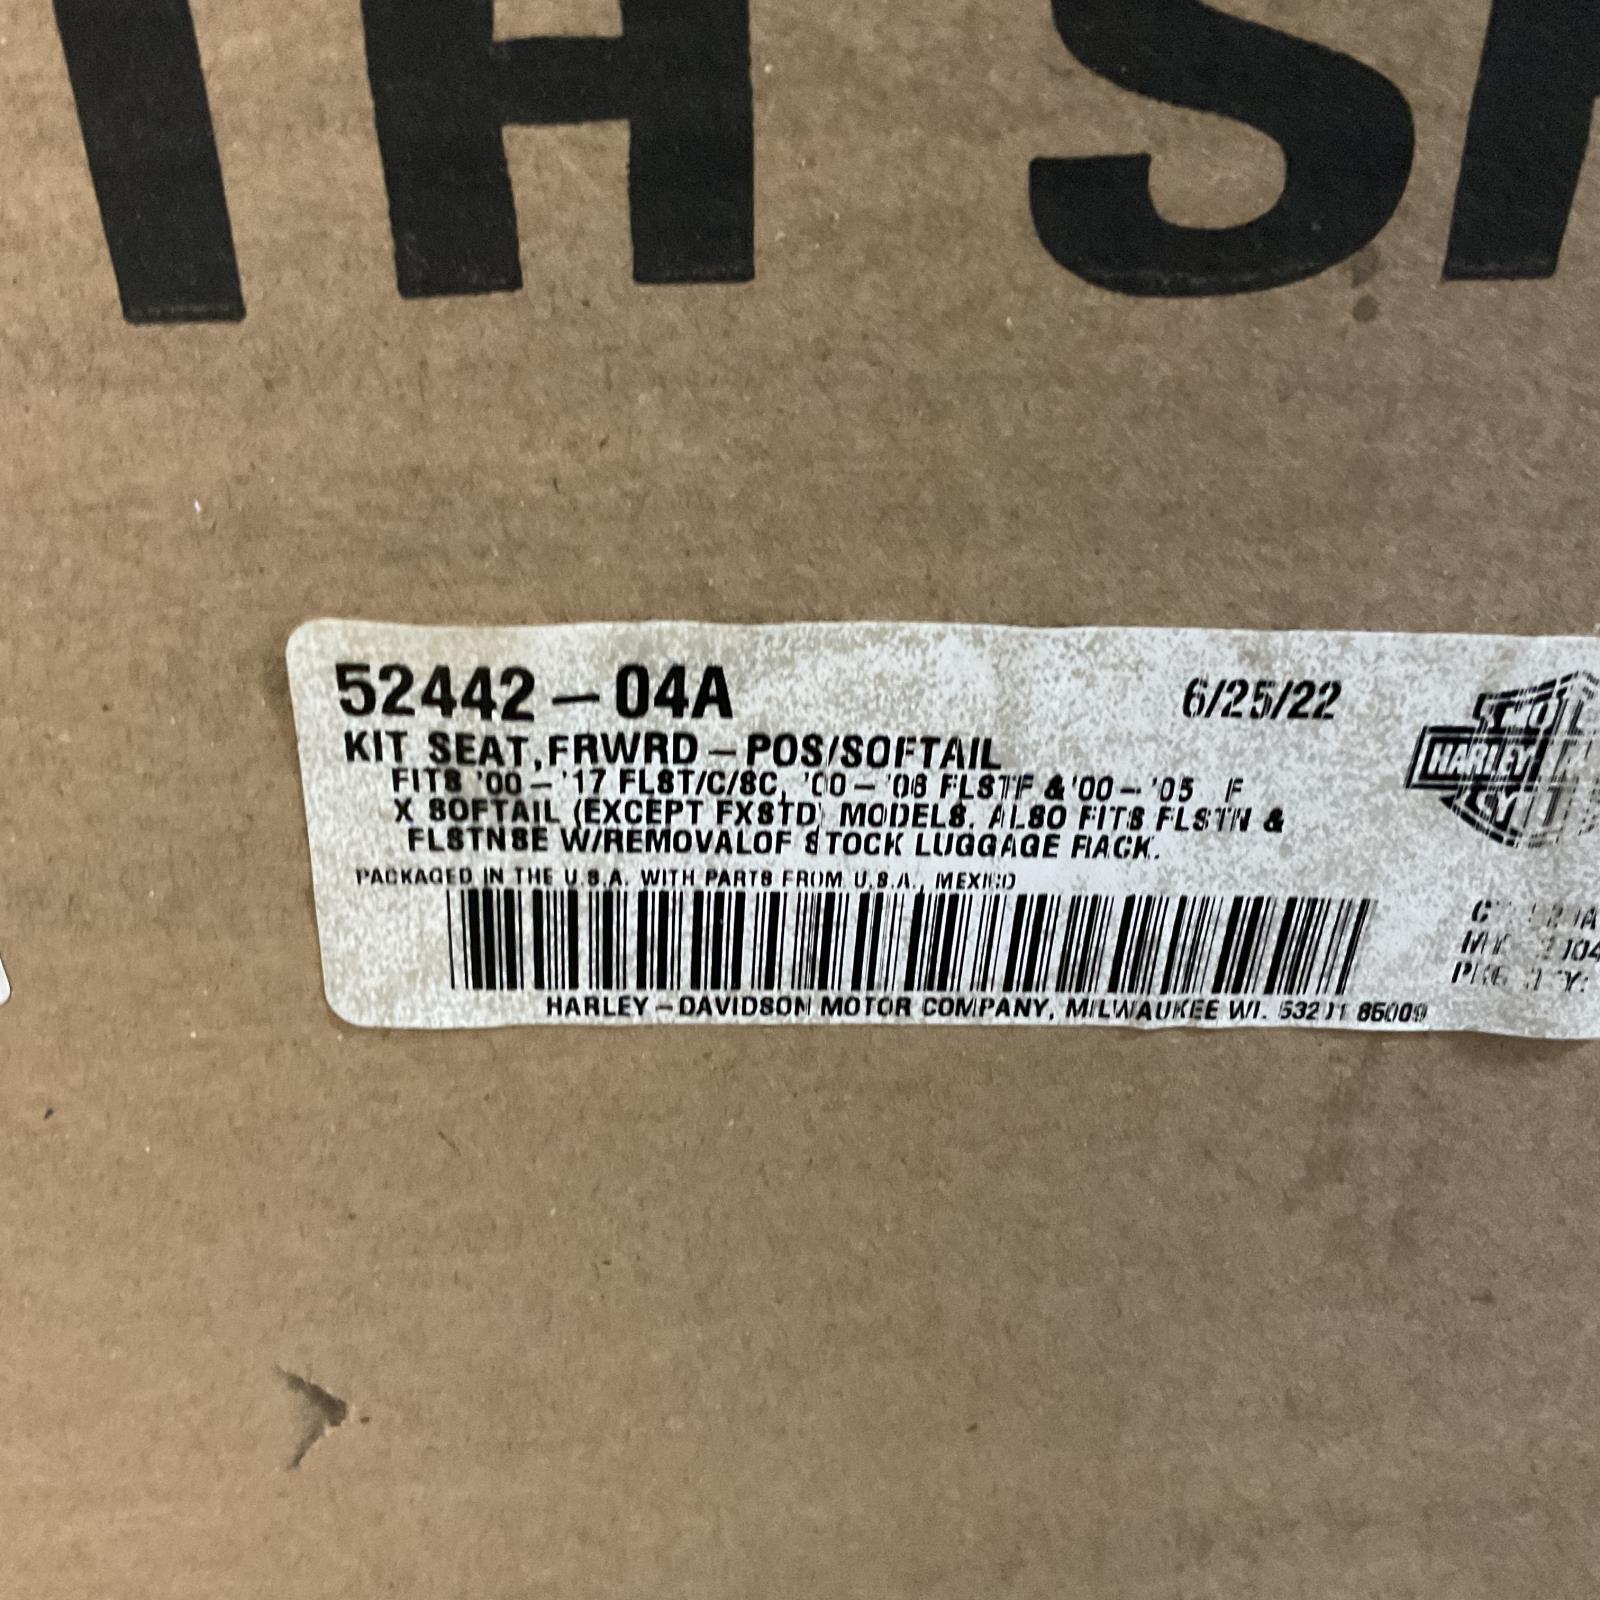 TH SH
52442-04A
6/25/22
KIT SEAT,FRWRD-POS/SOFTAIL
FITS '00-'17 FLST/C/SC, '00-'06 FLSTF & '00-'05 F
X SOFTAIL (EXCEPT FXSTD) MODELS. ALSO FITS FLSTN &
FLSTNSE W/REMOVALOF STOCK LUGGAGE RACK.
PACKAGED IN THE U.S.A. WITH PARTS FROM U.S.A., MEXICO
HARLEY-DAVIDSON MOTOR COMPANY, MILWAUKEE WI.
HARLEY